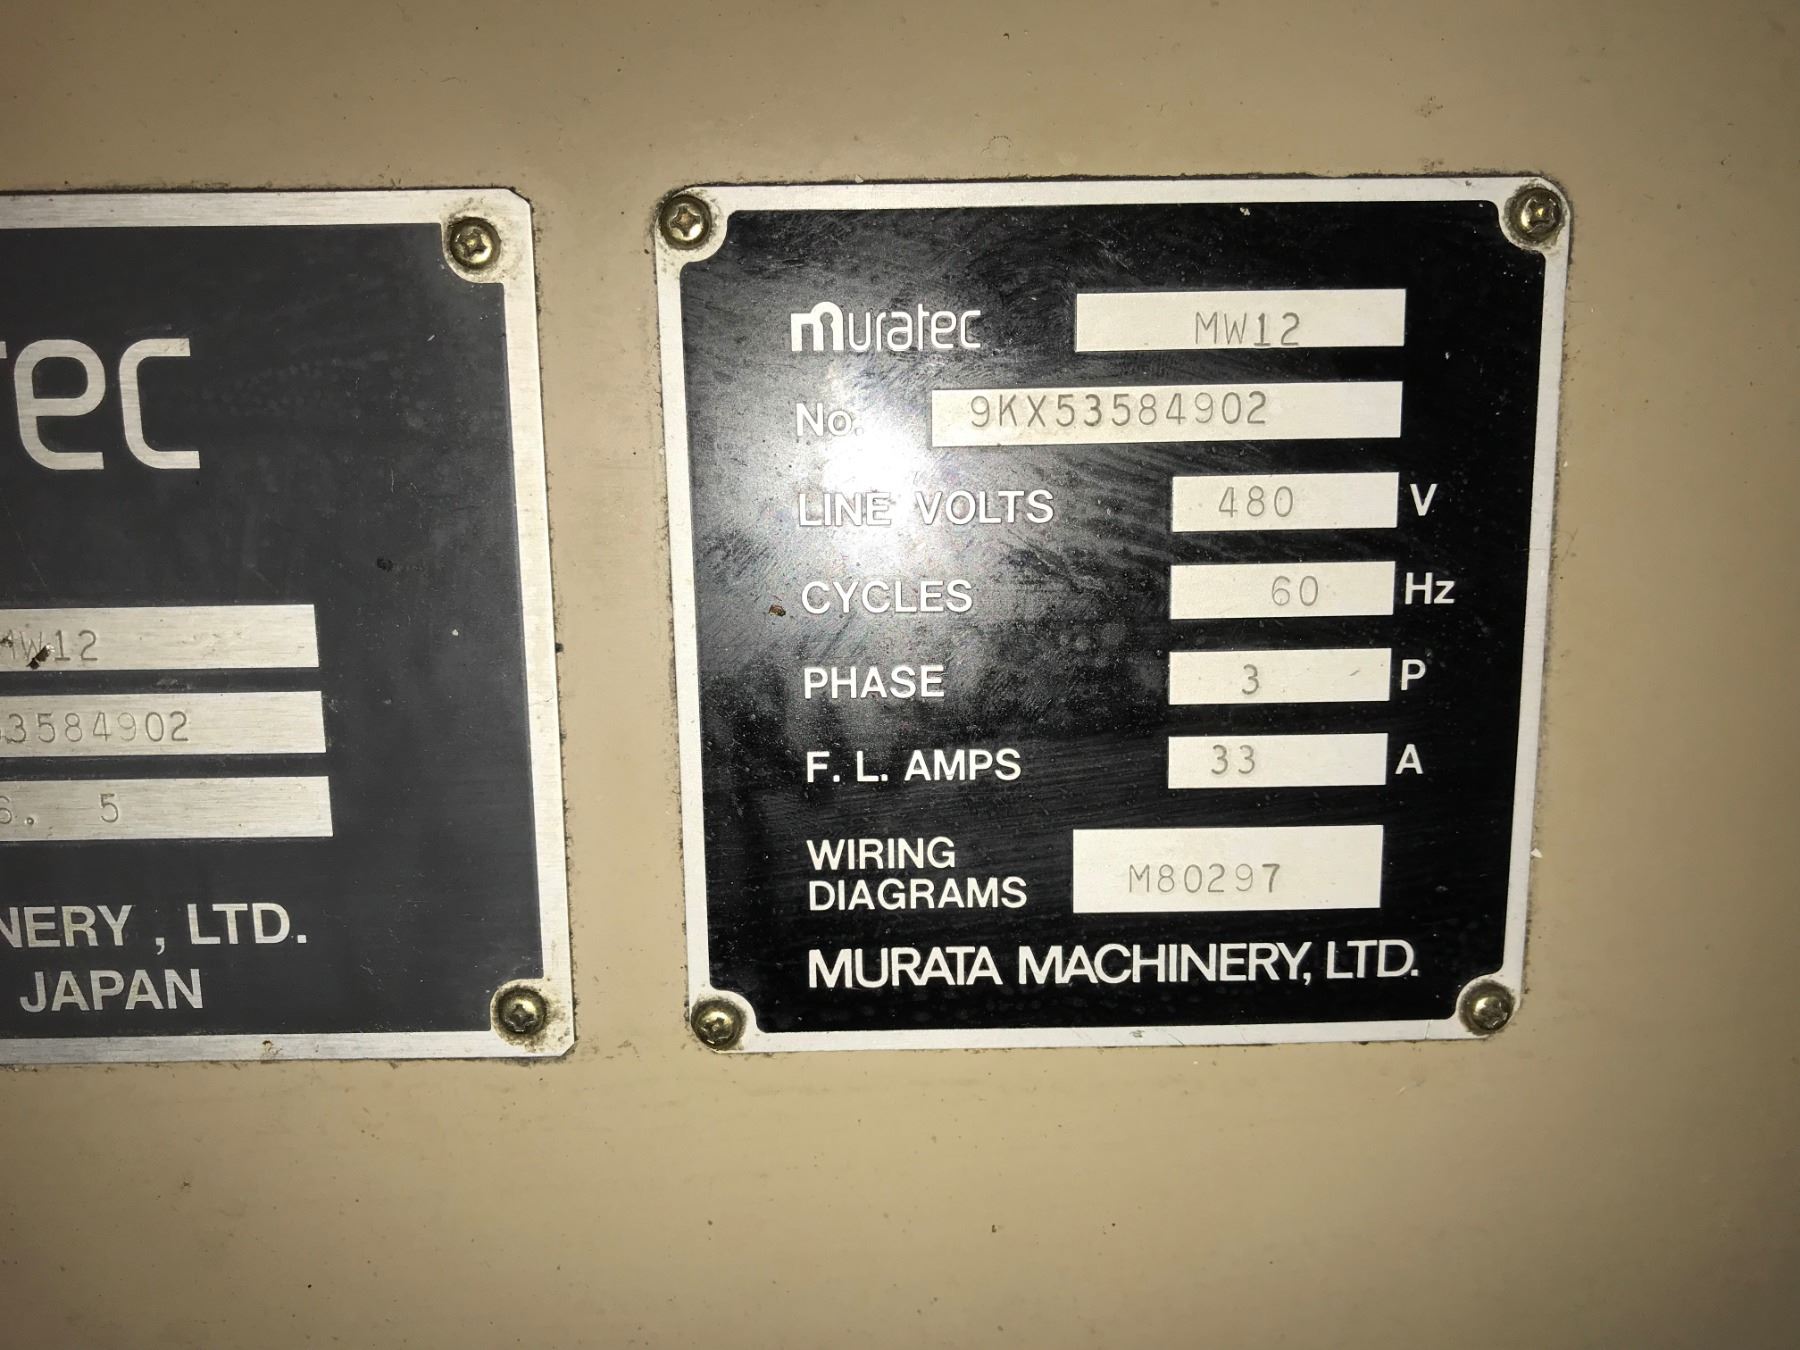 tec
MW12
3584902
6. 5
NERY , LTD.
JAPAN
muratec MW12
No. 9KX53584902
LINE VOLTS 480 V
CYCLES 60 Hz
PHASE 3 P
F. L. AMPS 33 A
WIRING
DIAGRAMS M80297
MURATA MACHINERY, LTD.